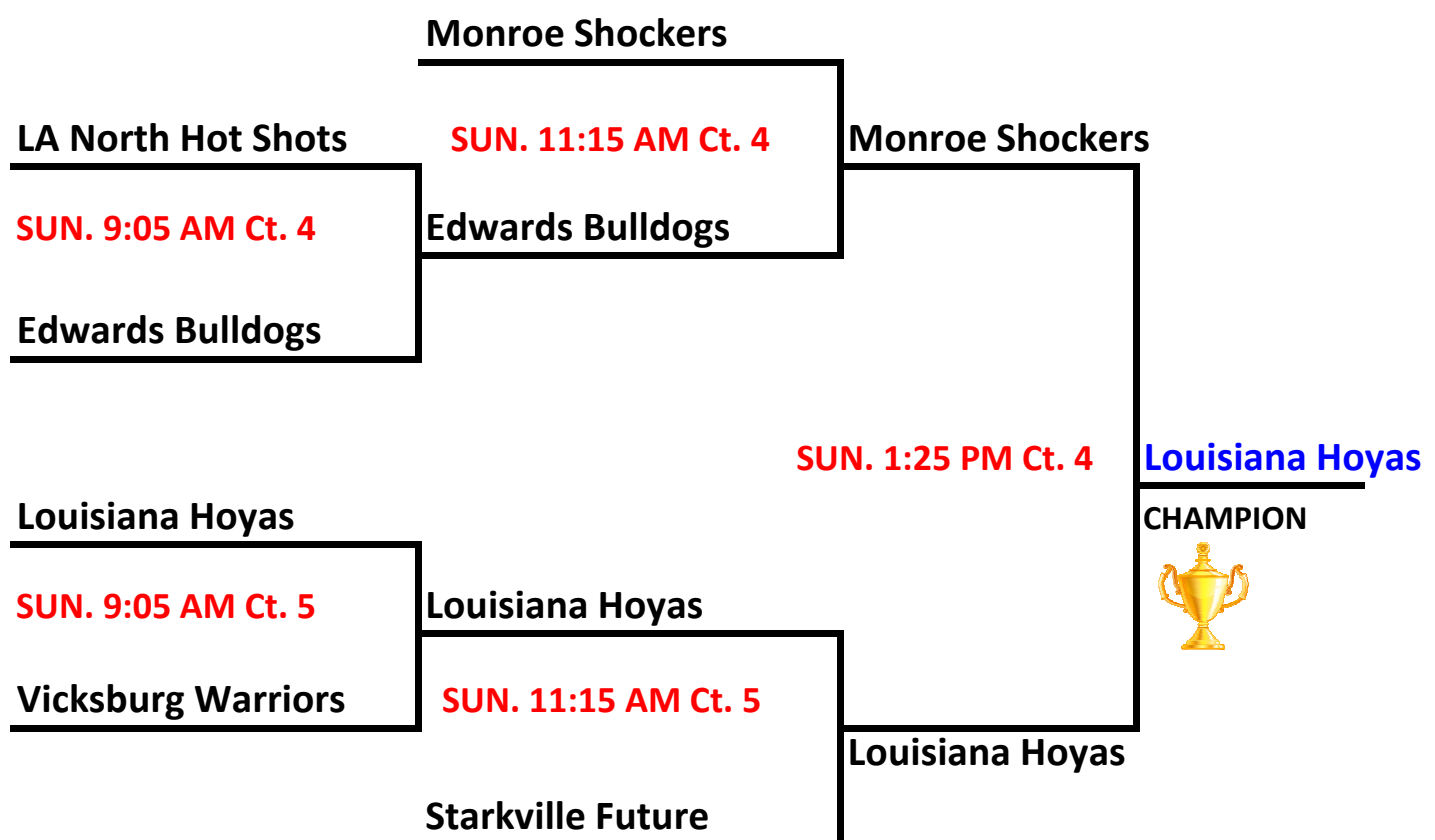 Monroe Shockers
LA North Hot Shots
SUN. 11:15 AM Ct. 4
Monroe Shockers
SUN. 9:05 AM Ct. 4
Edwards Bulldogs
Edwards Bulldogs
SUN. 1:25 PM Ct. 4
Louisiana Hoyas
Louisiana Hoyas
CHAMPION
SUN. 9:05 AM Ct. 5
Louisiana Hoyas
Vicksburg Warriors
SUN. 11:15 AM Ct. 5
Louisiana Hoyas
Starkville Future